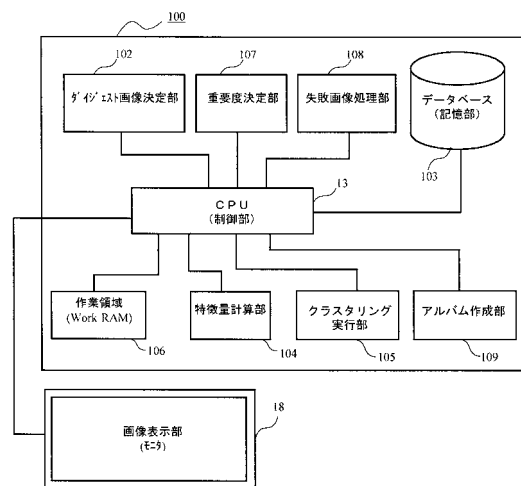 100
102
107
108
ﾀﾞｲｼﾞｪｽﾄ画像決定部
重要度決定部
失敗画像処理部
データベース
(記憶部)
103
13
ＣＰＵ
(制御部)
作業領域
(Work RAM)
106
特徴量計算部
104
クラスタリング
実行部
105
アルバム作成部
109
18
画像表示部
(ﾓﾆﾀ)